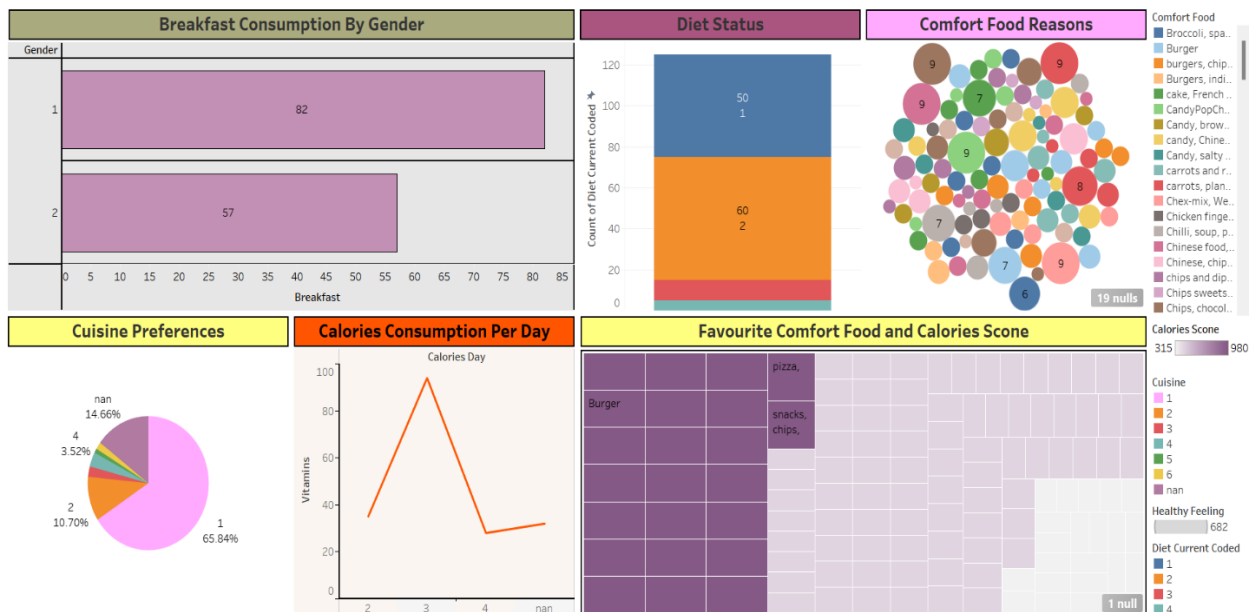 Breakfast Consumption By Gender
Gender
1
82
2
57
0 5 10 15 20 25 30 35 40 45 50 55 60 65 70 75 80 85
Breakfast
Diet Status
Count of Diet Current Coded
120
100
80
60
40
20
0
50
1
60
2
Comfort Food Reasons
9
9
9
7
9
8
7
7
9
6
19 nulls
Comfort Food
Broccoli, spa..
Burger
burgers, chip..
Burgers, indi..
cake, French ..
CandyPopCh..
Candy, brow..
candy, Chine..
Candy, salty ..
carrots and r..
carrots, plan..
Chex-mix, We..
Chicken finge..
Chilli, soup, p..
Chinese food,..
Chinese, chip..
chips and dip..
Chips sweets..
Chips, chocol..
Cuisine Preferences
nan
14.66%
4
3.52%
2
10.70%
1
65.84%
Calories Consumption Per Day
Calories Day
Vitamins
100
80
60
40
20
0
2 3 4 nan
Favourite Comfort Food and Calories Scone
Burger
pizza,
snacks,
chips,
1 null
Calories Scone
315 980
Cuisine
1
2
3
4
5
6
nan
Healthy Feeling
682
Diet Current Coded
1
2
3
4